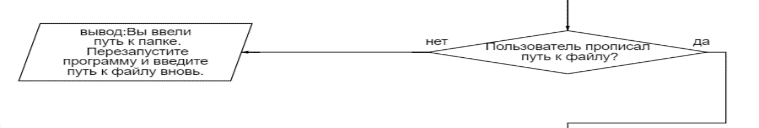 вывод:Вы ввели
путь к папке.
Перезапустите
программу и введите
путь к файлу вновь.
нет
Пользователь прописал
путь к файлу?
да